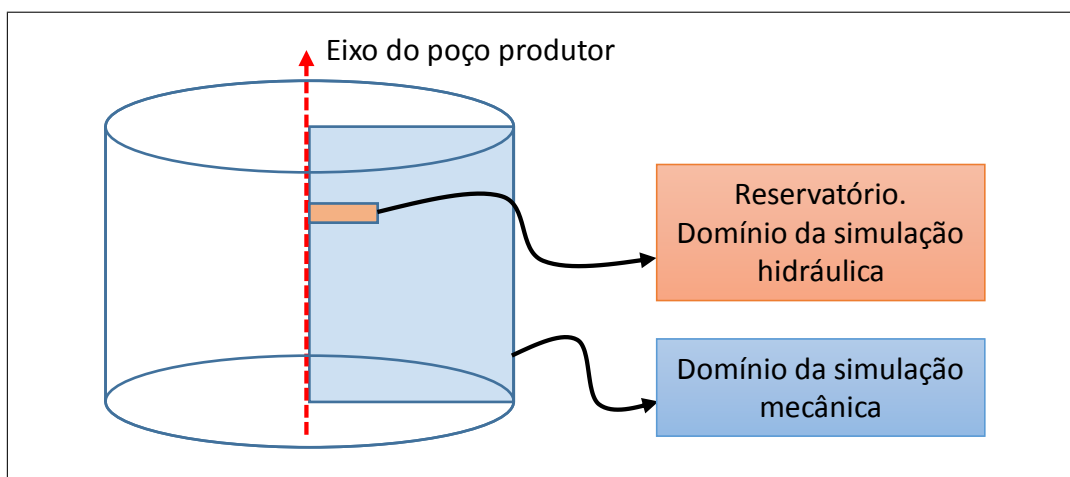 Eixo do poço produtor
Reservatório.
Domínio da simulação
hidráulica
Domínio da simulação
mecânica